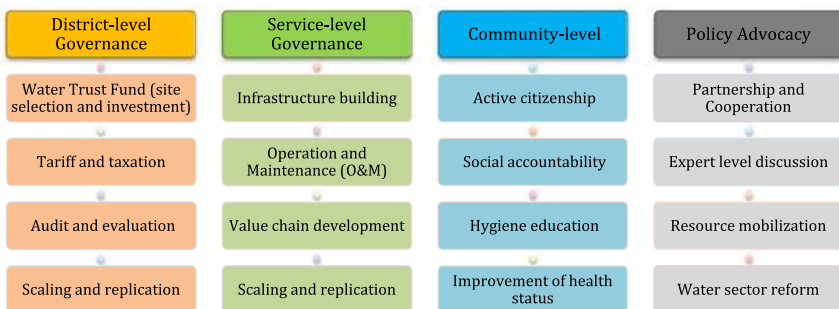 District-level
Governance
Water Trust Fund (site
selection and investment)
Tariff and taxation
Audit and evaluation
Scaling and replication
Service-level
Governance
Infrastructure building
Operation and
Maintenance (O&M)
Value chain development
Scaling and replication
Community-level
Active citizenship
Social accountability
Hygiene education
Improvement of health
status
Policy Advocacy
Partnership and
Cooperation
Expert level discussion
Resource mobilization
Water sector reform